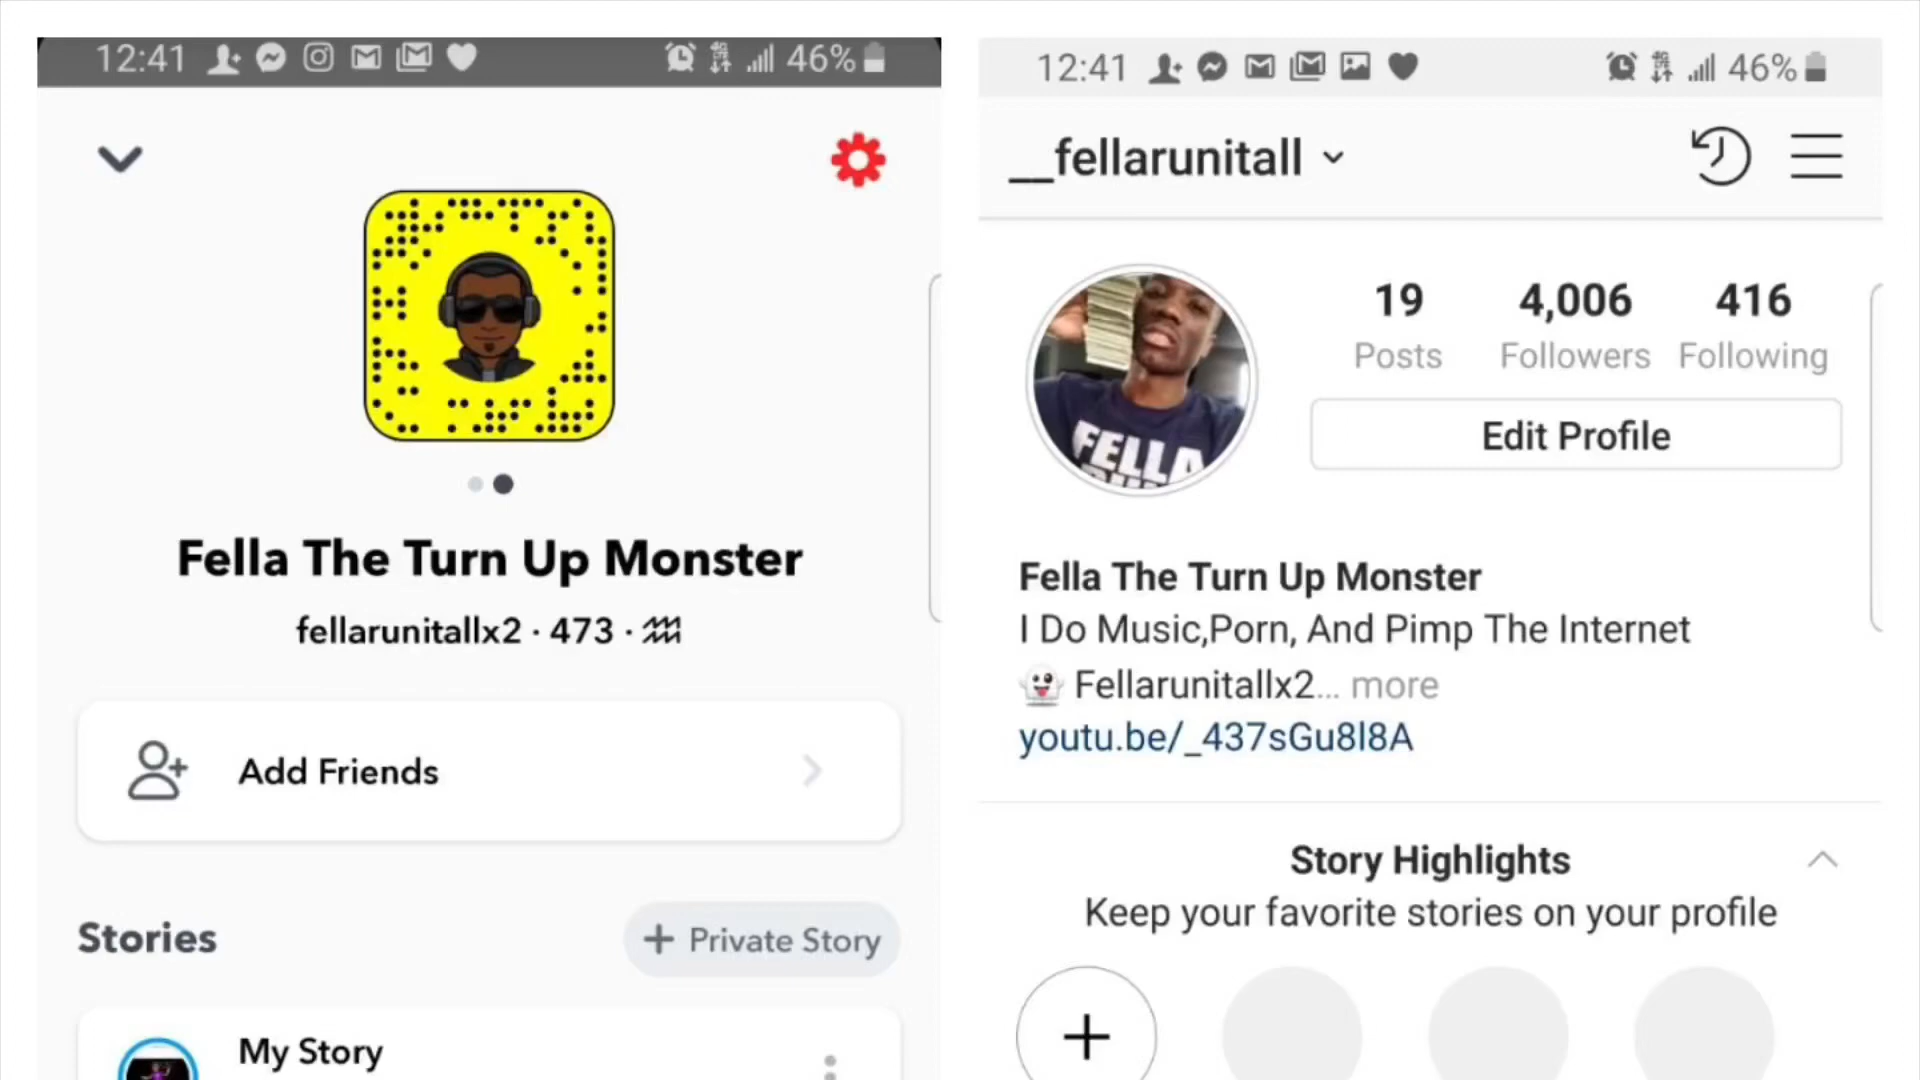 12:41
46%
Fella The Turn Up Monster
fellarunitallx2 · 473 · ♒
Add Friends
Stories
+ Private Story
My Story
12:41
46%
__fellarunitall
19 4,006 416
Posts Followers Following
Edit Profile
FELLA
Fella The Turn Up Monster
I Do Music,Porn, And Pimp The Internet
👻 Fellarunitallx2... more
youtu.be/_437sGu8l8A
Story Highlights
Keep your favorite stories on your profile